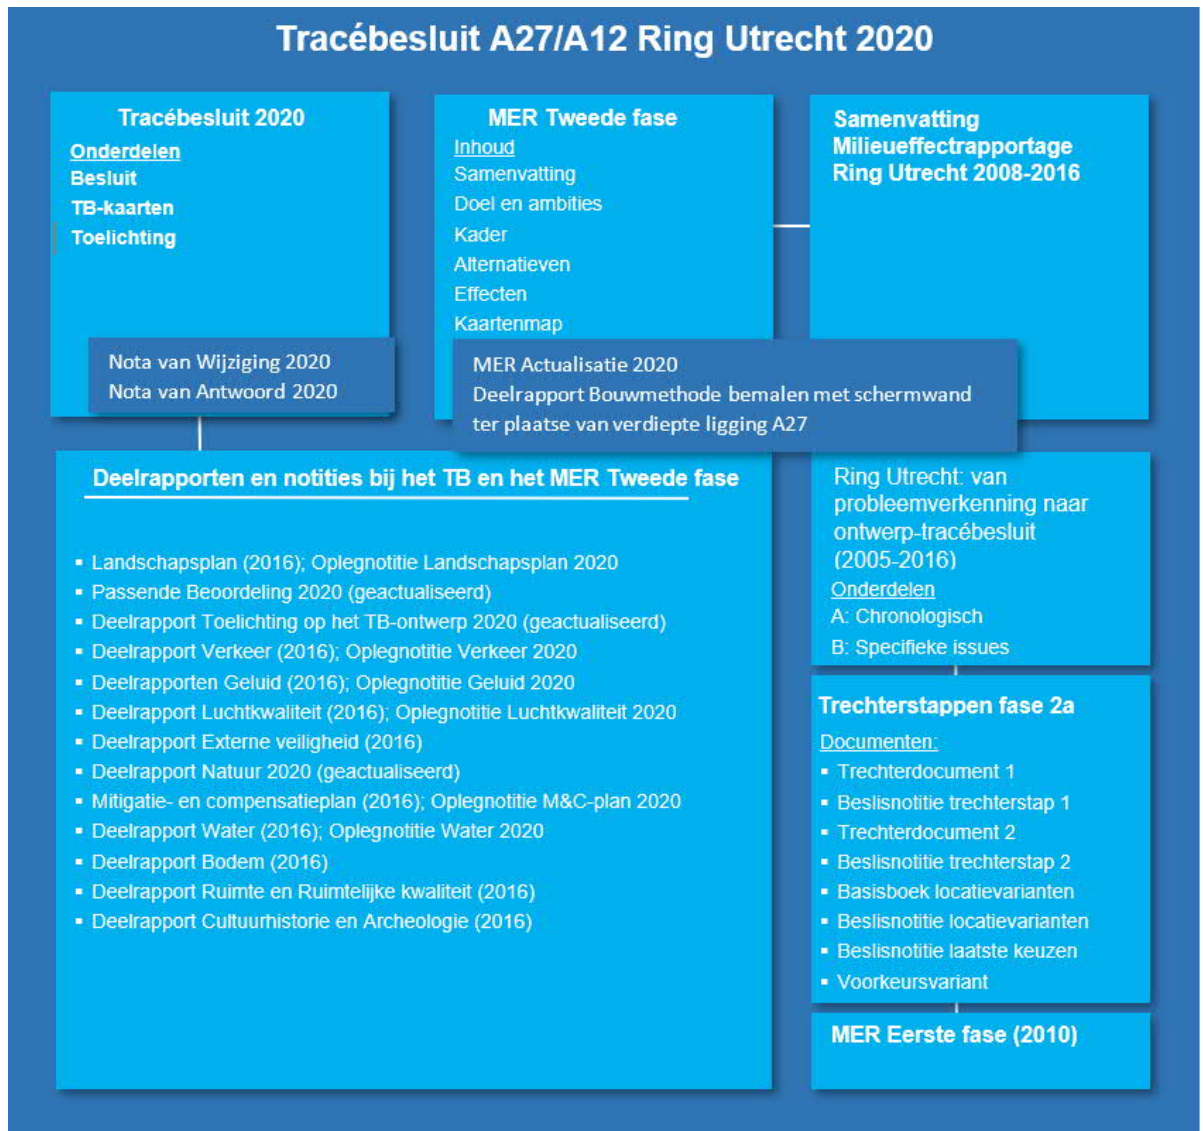 Tracébesluit A27/A12 Ring Utrecht 2020
Tracébesluit 2020
Onderdelen
Besluit
TB-kaarten
Toelichting
Nota van Wijziging 2020
Nota van Antwoord 2020
MER Tweede fase
Inhoud
Samenvatting
Doel en ambities
Kader
Alternatieven
Effecten
Kaartenmap
MER Actualisatie 2020
Deelrapport Bouwmethode bemalen met schermwand
ter plaatse van verdiepte ligging A27
Samenvatting
Milieueffectrapportage
Ring Utrecht 2008-2016
Deelrapporten en notities bij het TB en het MER Tweede fase
▪ Landschapsplan (2016); Oplegnotitie Landschapsplan 2020
▪ Passende Beoordeling 2020 (geactualiseerd)
▪ Deelrapport Toelichting op het TB-ontwerp 2020 (geactualiseerd)
▪ Deelrapport Verkeer (2016); Oplegnotitie Verkeer 2020
▪ Deelrapporten Geluid (2016); Oplegnotitie Geluid 2020
▪ Deelrapport Luchtkwaliteit (2016); Oplegnotitie Luchtkwaliteit 2020
▪ Deelrapport Externe veiligheid (2016)
▪ Deelrapport Natuur 2020 (geactualiseerd)
▪ Mitigatie- en compensatieplan (2016); Oplegnotitie M&C-plan 2020
▪ Deelrapport Water (2016); Oplegnotitie Water 2020
▪ Deelrapport Bodem (2016)
▪ Deelrapport Ruimte en Ruimtelijke kwaliteit (2016)
▪ Deelrapport Cultuurhistorie en Archeologie (2016)
Ring Utrecht: van
probleemverkenning naar
ontwerp-tracébesluit
(2005-2016)
Onderdelen
A: Chronologisch
B: Specifieke issues
Trechterstappen fase 2a
Documenten:
▪ Trechterdocument 1
▪ Beslisnotitie trechterstap 1
▪ Trechterdocument 2
▪ Beslisnotitie trechterstap 2
▪ Basisboek locatievarianten
▪ Beslisnotitie locatievarianten
▪ Beslisnotitie laatste keuzen
▪ Voorkeursvariant
MER Eerste fase (2010)